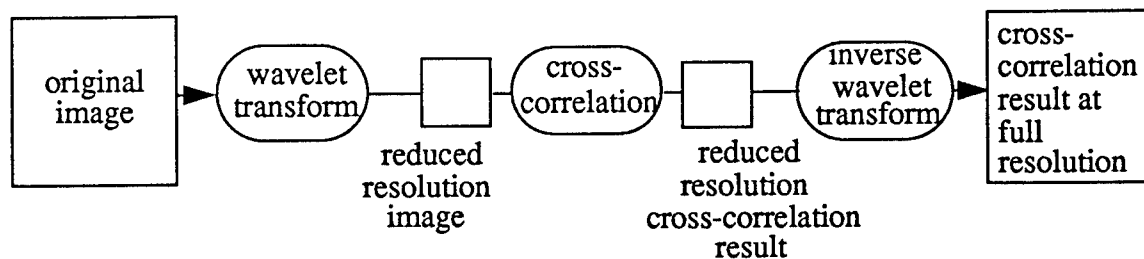 original
image
wavelet
transform
reduced
resolution
image
cross-
correlation
reduced
resolution
cross-correlation
result
inverse
wavelet
transform
cross-
correlation
result at
full
resolution